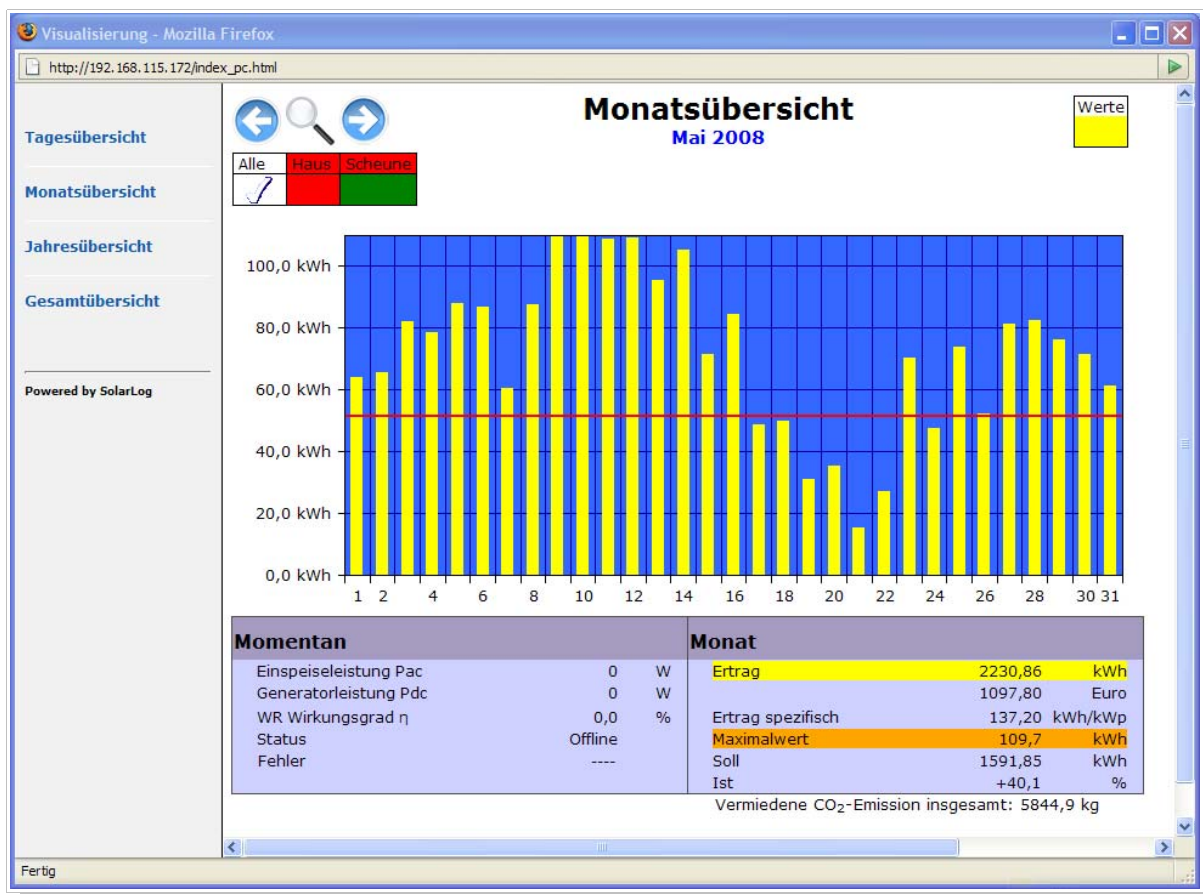 Visualisierung - Mozilla Firefox
http://192.168.115.172/index_pc.html
Tagesübersicht
Monatsübersicht
Jahresübersicht
Gesamtübersicht
Powered by SolarLog
Monatsübersicht
Mai 2008
Werte
Alle Haus Scheune
100,0 kWh
80,0 kWh
60,0 kWh
40,0 kWh
20,0 kWh
0,0 kWh
1 2 4 6 8 10 12 14 16 18 20 22 24 26 28 30 31
Momentan
Einspeiseleistung Pac 0 W
Generatorleistung Pdc 0 W
WR Wirkungsgrad η 0,0 %
Status Offline
Fehler ----
Monat
Ertrag 2230,86 kWh
1097,80 Euro
Ertrag spezifisch 137,20 kWh/kWp
Maximalwert 109,7 kWh
Soll 1591,85 kWh
Ist +40,1 %
Vermiedene CO₂-Emission insgesamt: 5844,9 kg
Fertig